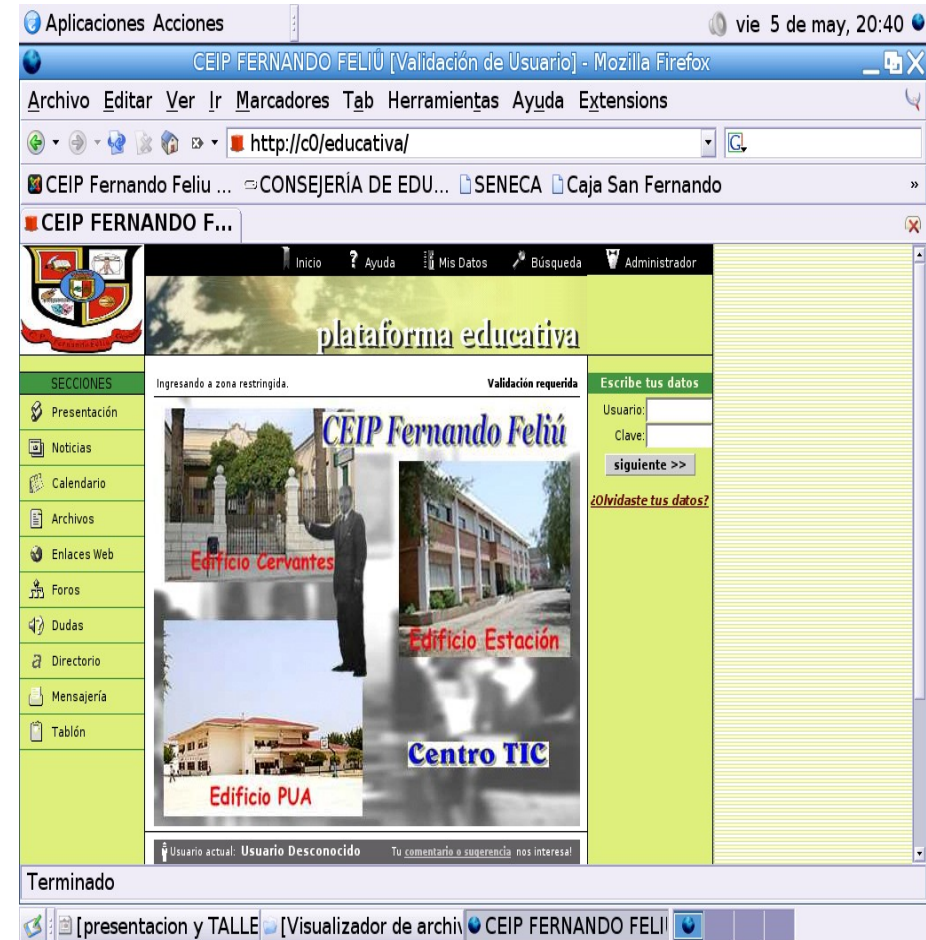 Aplicaciones Acciones
vie 5 de may, 20:40
CEIP FERNANDO FELIÚ [Validación de Usuario] - Mozilla Firefox
Archivo Editar Ver Ir Marcadores Tab Herramientas Ayuda Extensions
http://c0/educativa/
G
CEIP Fernando Feliu ... CONSEJERÍA DE EDU... SENECA Caja San Fernando »
CEIP FERNANDO F...
Inicio ? Ayuda Mis Datos Búsqueda Administrador
plataforma educativa
SECCIONES
Presentación
Noticias
Calendario
Archivos
Enlaces Web
Foros
Dudas
Directorio
Mensajería
Tablón
Ingresando a zona restringida. Validación requerida
CEIP Fernando Feliú
Edificio Cervantes
Edificio Estación
Centro TIC
Edificio PUA
Usuario actual: Usuario Desconocido Tu comentario o sugerencia nos interesa!
Escribe tus datos
Usuario:
Clave:
siguiente >>
¿Olvidaste tus datos?
Terminado
[presentacion y TALLE [Visualizador de archiv CEIP FERNANDO FELI